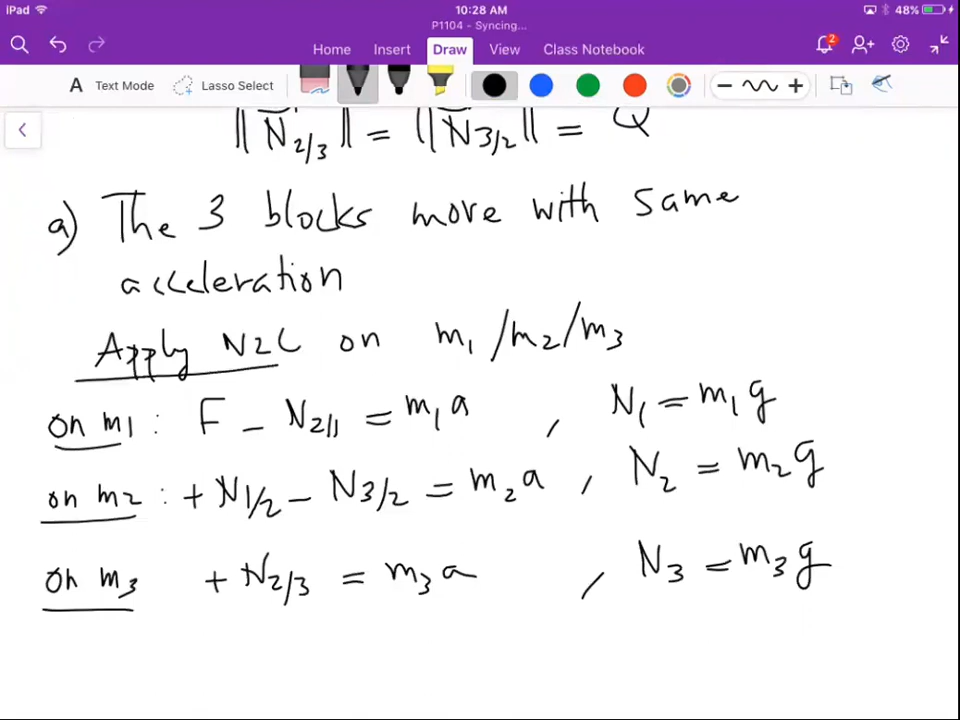 iPad 10:28 AM 48%
P1104 - Syncing...
Home Insert Draw View Class Notebook 2
A Text Mode Lasso Select
||N2/3|| = ||N3/2|| = Q
a) The 3 blocks move with same
acceleration
Apply N2L on m1/m2/m3
on m1 : F - N2/1 = m1a , N1 = m1g
on m2 : + N1/2 - N3/2 = m2a , N2 = m2g
on m3 + N2/3 = m3a , N3 = m3g